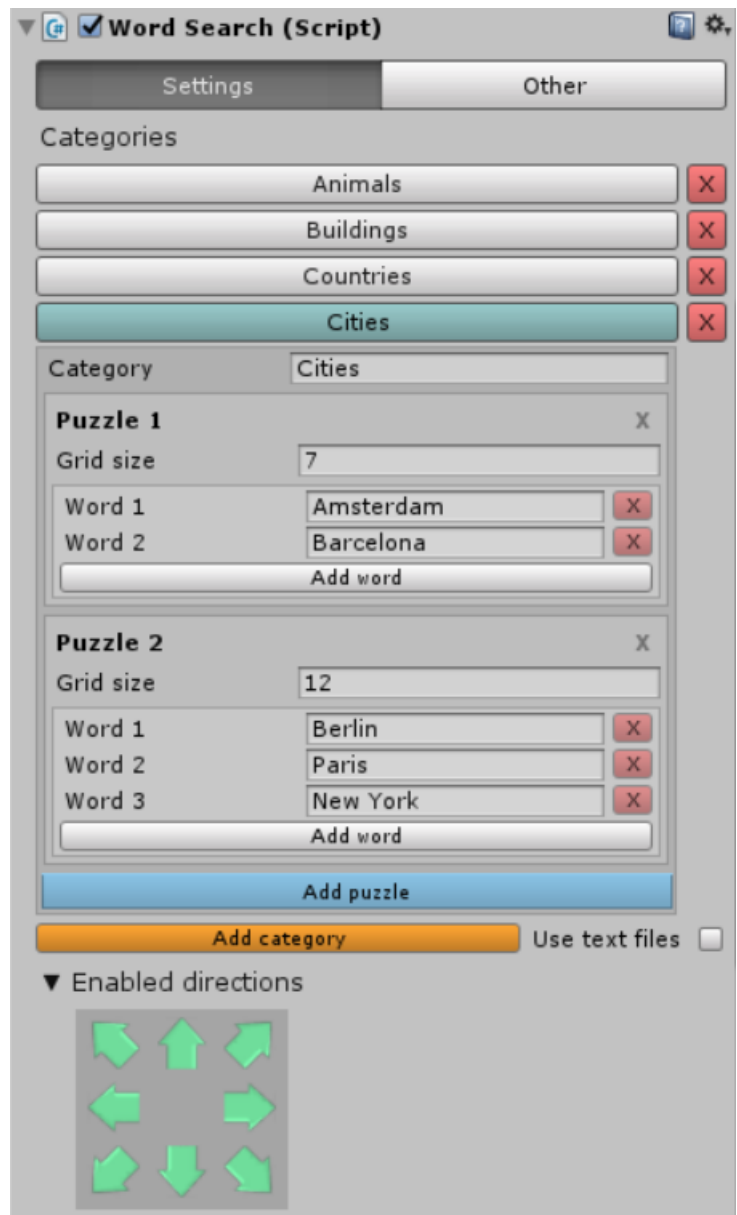 Word Search (Script)
Settings Other
Categories
Animals X
Buildings X
Countries X
Cities X
Category Cities
Puzzle 1 X
Grid size 7
Word 1 Amsterdam X
Word 2 Barcelona X
Add word
Puzzle 2 X
Grid size 12
Word 1 Berlin X
Word 2 Paris X
Word 3 New York X
Add word
Add puzzle
Add category Use text files
Enabled directions